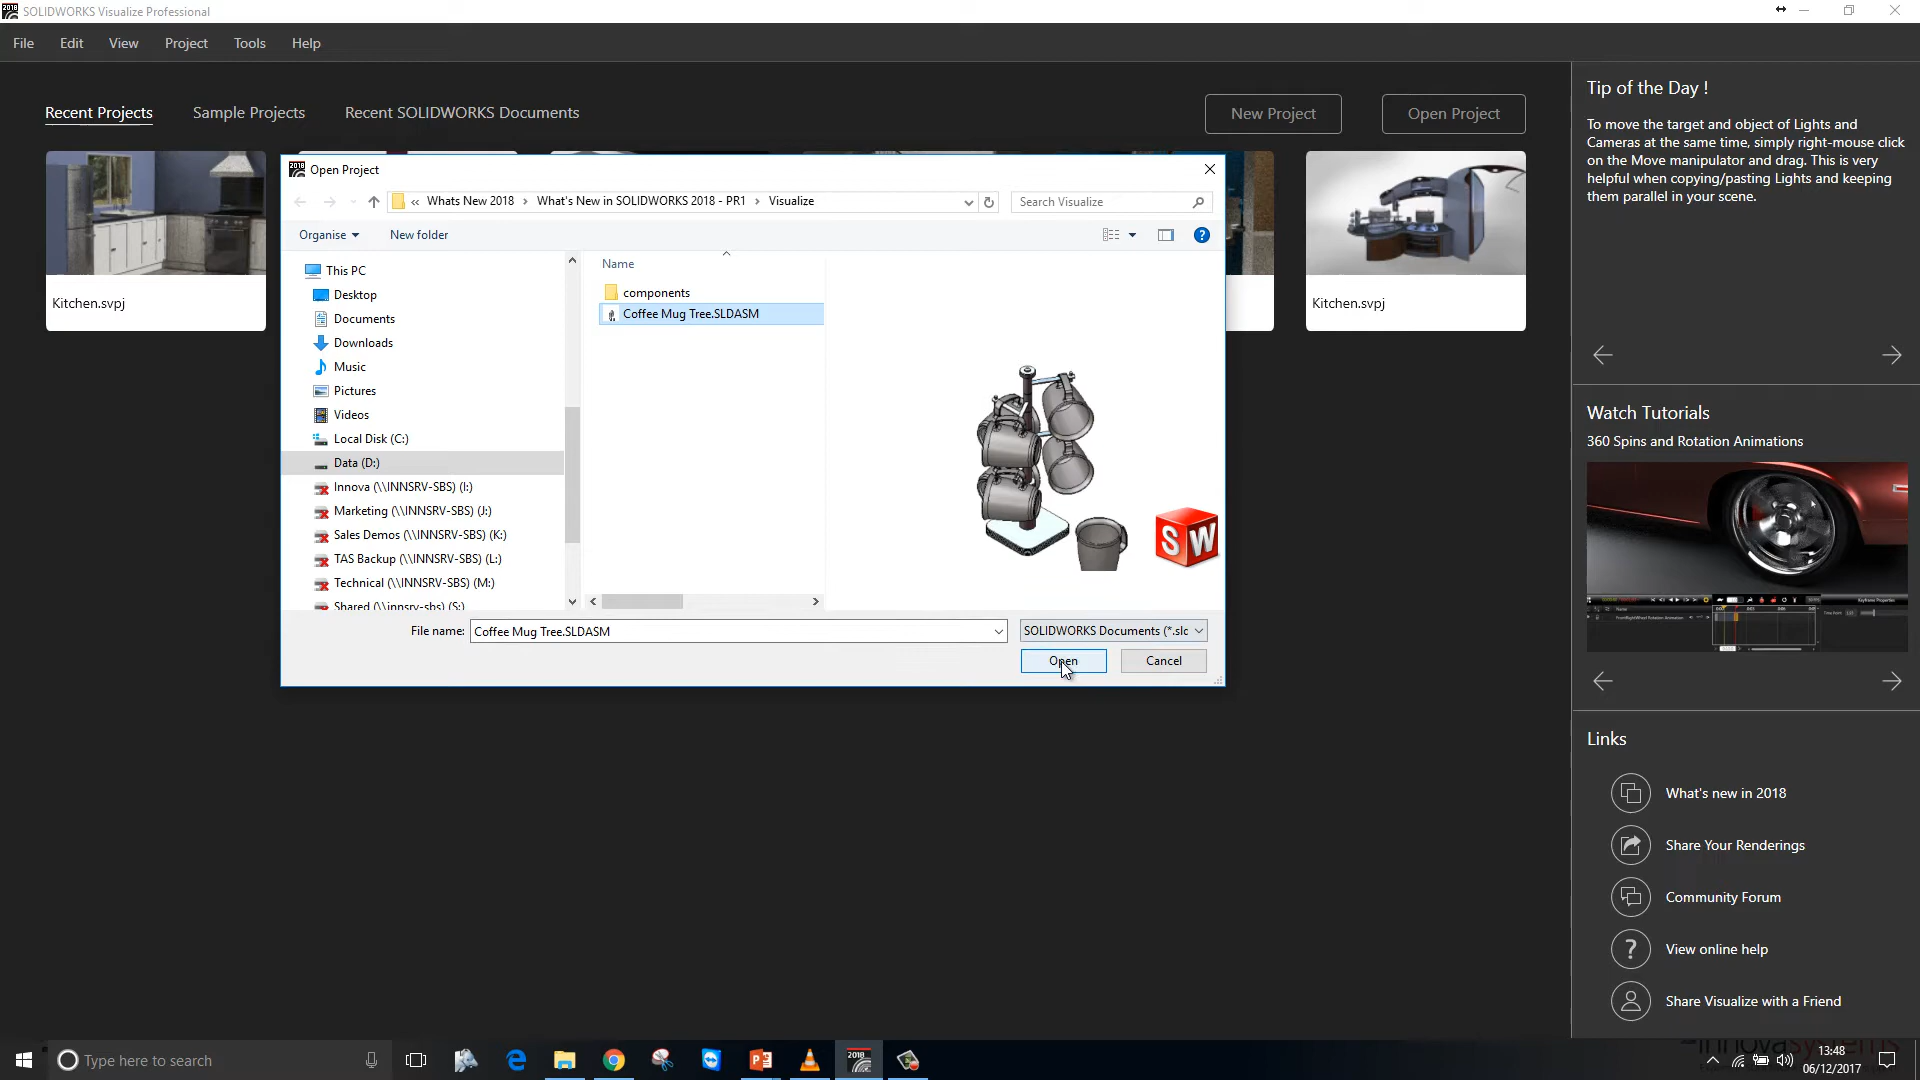 SOLIDWORKS Visualize Professional
File Edit View Project Tools Help
Recent Projects Sample Projects Recent SOLIDWORKS Documents
New Project Open Project
Kitchen.svpj
Kitchen.svpj
Open Project
« Whats New 2018 > What's New in SOLIDWORKS 2018 - PR1 > Visualize
Search Visualize
Organise New folder
This PC
Desktop
Documents
Downloads
Music
Pictures
Videos
Local Disk (C:)
Data (D:)
Innova (\\INNSRV-SBS) (I:)
Marketing (\\INNSRV-SBS) (J:)
Sales Demos (\\INNSRV-SBS) (K:)
TAS Backup (\\INNSRV-SBS) (L:)
Technical (\\INNSRV-SBS) (M:)
Shared (\\innsrv-sbs) (S:)
Name
components
Coffee Mug Tree.SLDASM
SW
File name: Coffee Mug Tree.SLDASM
SOLIDWORKS Documents (*.slc
Open Cancel
Tip of the Day !
To move the target and object of Lights and
Cameras at the same time, simply right-mouse click
on the Move manipulator and drag. This is very
helpful when copying/pasting Lights and keeping
them parallel in your scene.
Watch Tutorials
360 Spins and Rotation Animations
Links
What's new in 2018
Share Your Renderings
Community Forum
View online help
Share Visualize with a Friend
Type here to search
2018
13:48
06/12/2017